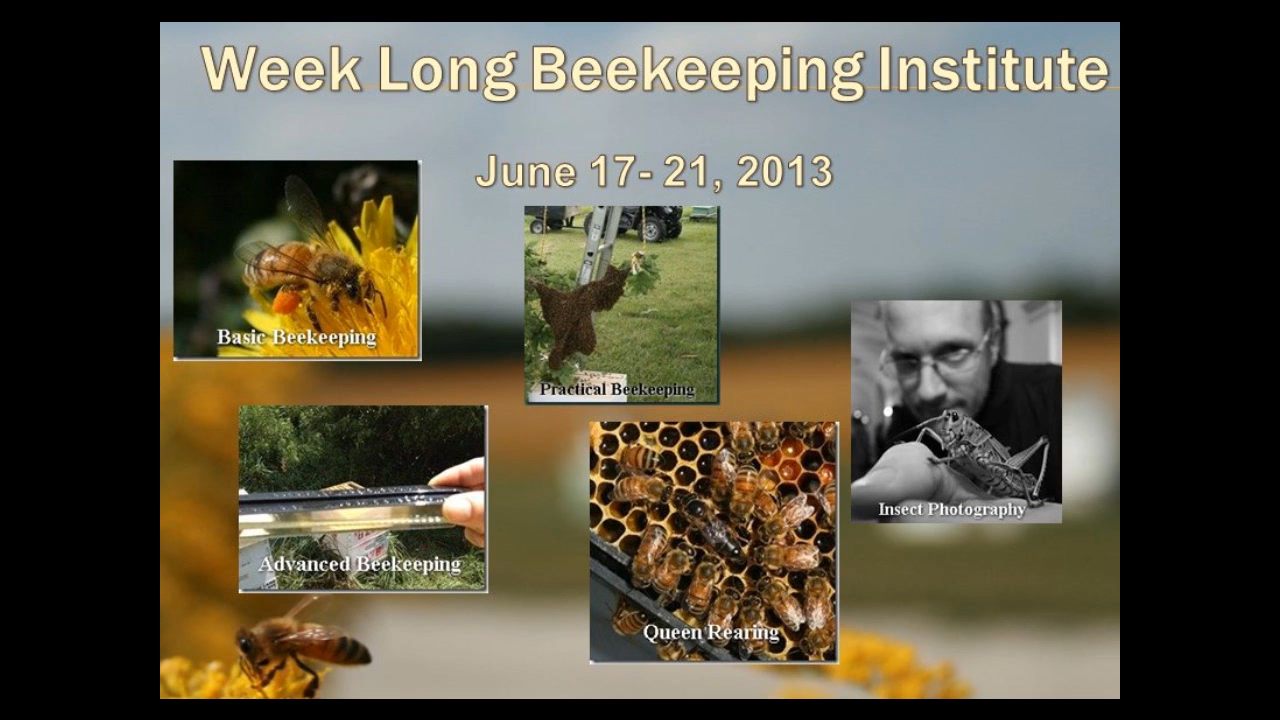 Week Long Beekeeping Institute
June 17- 21, 2013
Basic Beekeeping
Practical Beekeeping
Insect Photography
Advanced Beekeeping
Queen Rearing